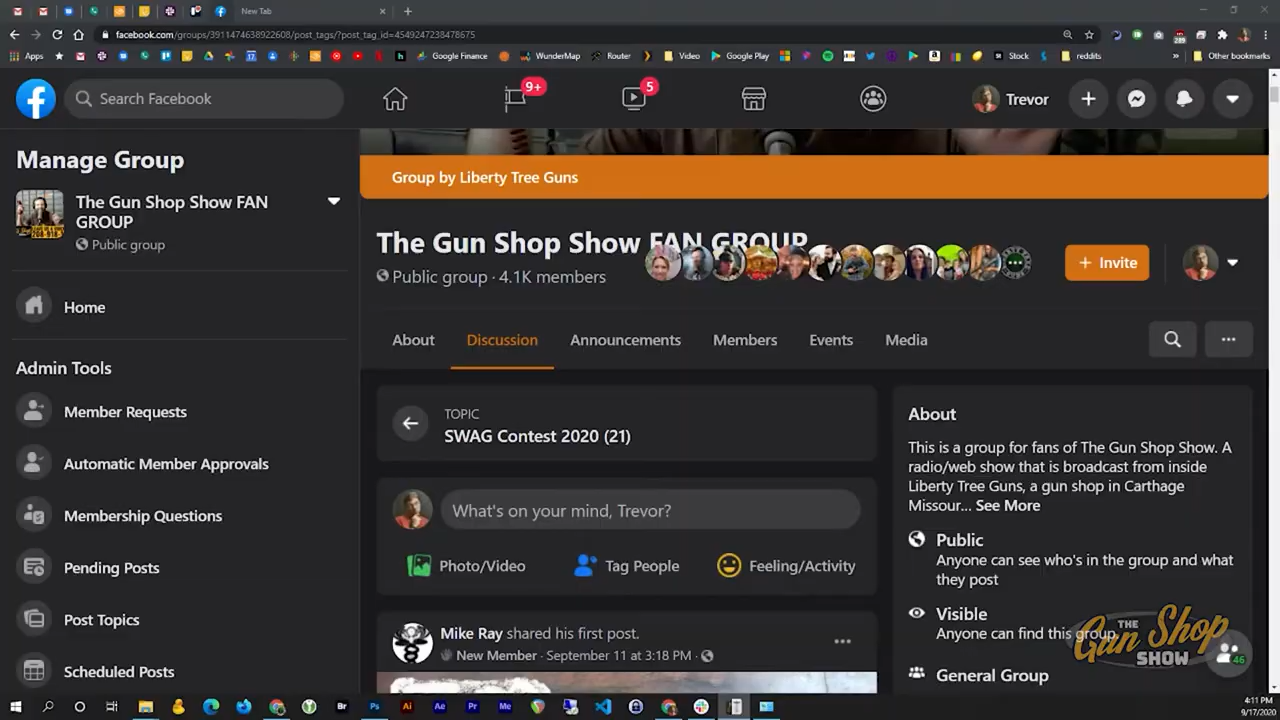 New Tab
facebook.com/groups/3911474638922608/post_tags/?post_tag_id=4549247238478675
Apps
Google Finance
WunderMap
Router
Video
Google Play
Stock
reddits
Other bookmarks
289
Search Facebook
9+
5
Trevor
Manage Group
The Gun Shop Show FAN
GROUP
Public group
Home
Admin Tools
Member Requests
Automatic Member Approvals
Membership Questions
Pending Posts
Post Topics
Scheduled Posts
Group by Liberty Tree Guns
The Gun Shop Show FAN GROUP
Public group · 4.1K members
+ Invite
About
Discussion
Announcements
Members
Events
Media
TOPIC
SWAG Contest 2020 (21)
What's on your mind, Trevor?
Photo/Video
Tag People
Feeling/Activity
Mike Ray shared his first post.
New Member · September 11 at 3:18 PM ·
About
This is a group for fans of The Gun Shop Show. A
radio/web show that is broadcast from inside
Liberty Tree Guns, a gun shop in Carthage
Missour... See More
Public
Anyone can see who's in the group and what
they post
Visible
Anyone can find this group.
General Group
THE
Gun Shop
SHOW
46
4:11 PM
9/17/2020